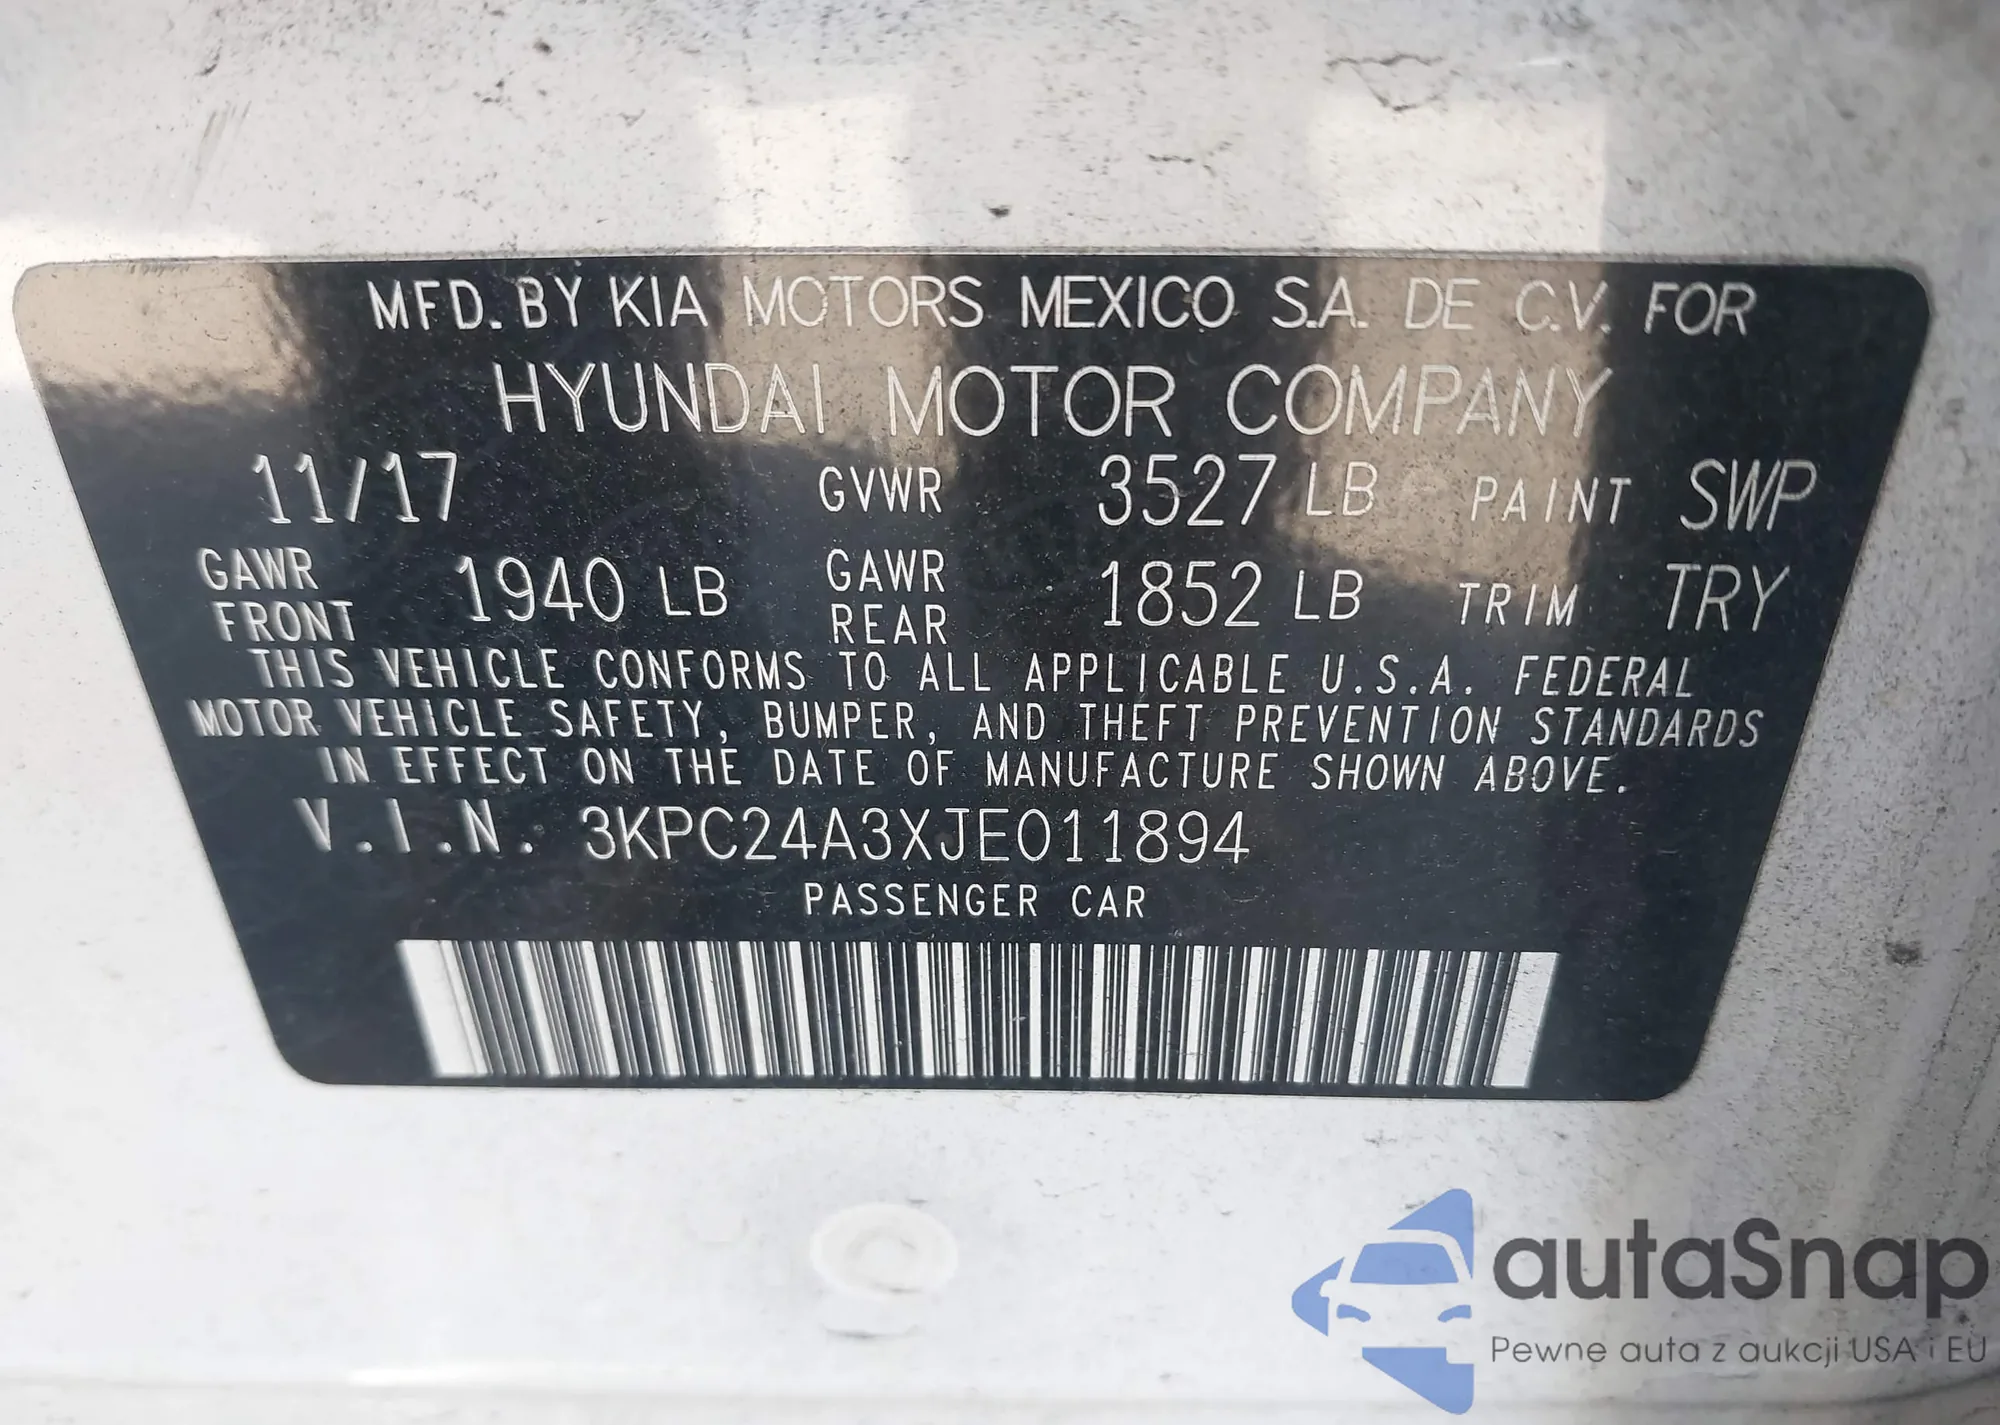 MFD. BY KIA MOTORS MEXICO S.A. DE C.V. FOR
HYUNDAI MOTOR COMPANY
11/17 GVWR 3527 LB PAINT SWP
GAWR FRONT 1940 LB GAWR REAR 1852 LB TRIM TRY
THIS VEHICLE CONFORMS TO ALL APPLICABLE U.S.A. FEDERAL
MOTOR VEHICLE SAFETY, BUMPER, AND THEFT PREVENTION STANDARDS
IN EFFECT ON THE DATE OF MANUFACTURE SHOWN ABOVE.
V.I.N. 3KPC24A3XJE011894
PASSENGER CAR
autaSnap
Pewne auta z aukcji USA i EU